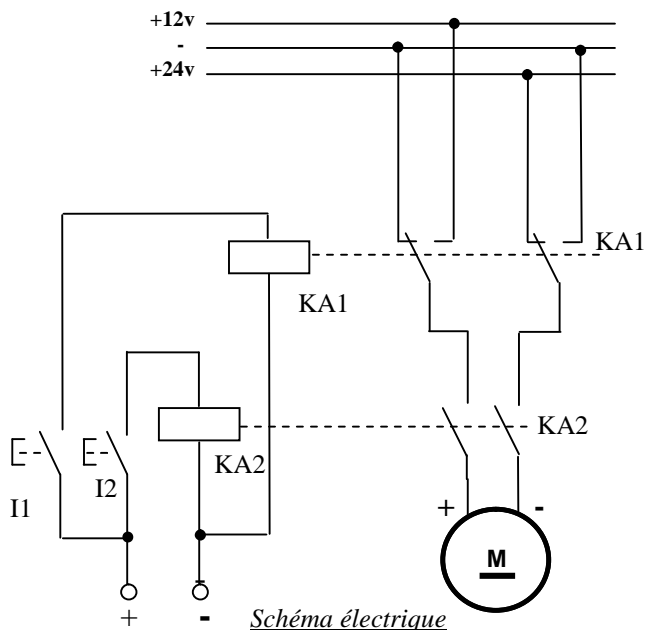 +12v
-
+24v
KA1
KA1
KA2
KA2
I1
I2
+ -
M
+ -
Schéma électrique